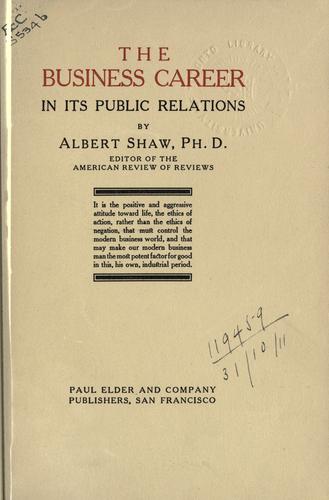 THE
BUSINESS CAREER
IN ITS PUBLIC RELATIONS
BY
ALBERT SHAW, PH. D.
EDITOR OF THE
AMERICAN REVIEW OF REVIEWS
It is the positive and aggressive
attitude toward life, the ethics of
action, rather than the ethics of
negation, that must control the
modern business world, and that
may make our modern business
man the most potent factor for good
in this, his own, industrial period.
119459
31/10/11
PAUL ELDER AND COMPANY
PUBLISHERS, SAN FRANCISCO